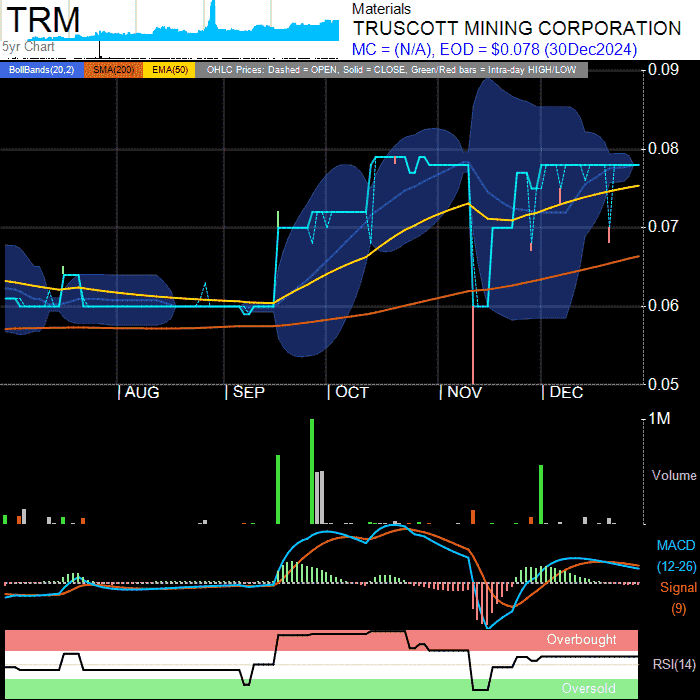 TRM
5yr Chart
Materials
TRUSCOTT MINING CORPORATION
MC = (N/A), EOD = $0.078 (30Dec2024)
BollBands(20,2) SMA(200) EMA(50) OHLC Prices: Dashed = OPEN, Solid = CLOSE, Green/Red bars = Intra-day HIGH/LOW
0.09
0.08
0.07
0.06
0.05
AUG SEP OCT NOV DEC
1M
Volume
MACD
(12-26)
Signal
(9)
Overbought
RSI(14)
Oversold